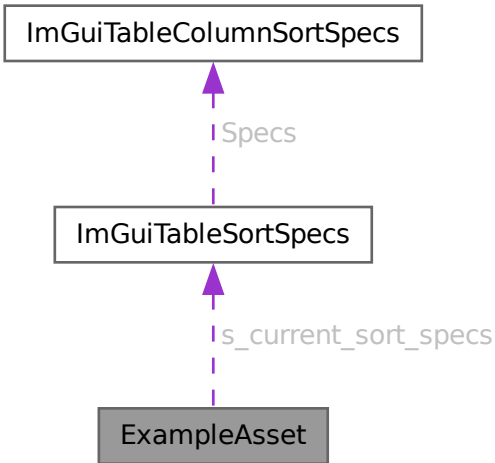 ImGuiTableColumnSortSpecs
Specs
ImGuiTableSortSpecs
s_current_sort_specs
ExampleAsset